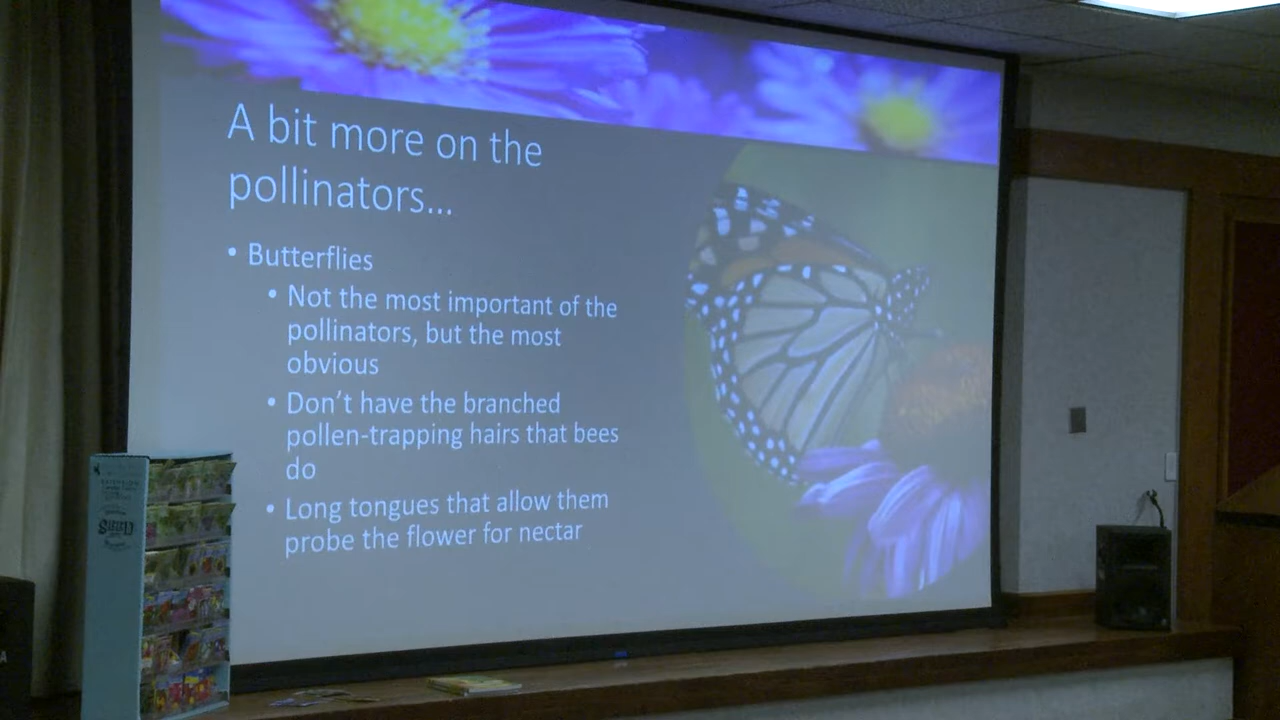 A bit more on the
pollinators...
• Butterflies
• Not the most important of the
pollinators, but the most
obvious
• Don't have the branched
pollen-trapping hairs that bees
do
• Long tongues that allow them
probe the flower for nectar
SEED